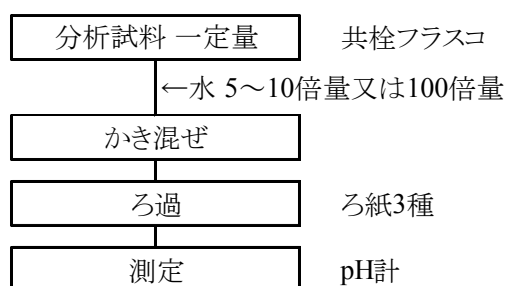 分析試料 一定量 共栓フラスコ
←水 5～10倍量又は100倍量
かき混ぜ
ろ過 ろ紙3種
測定 pH計